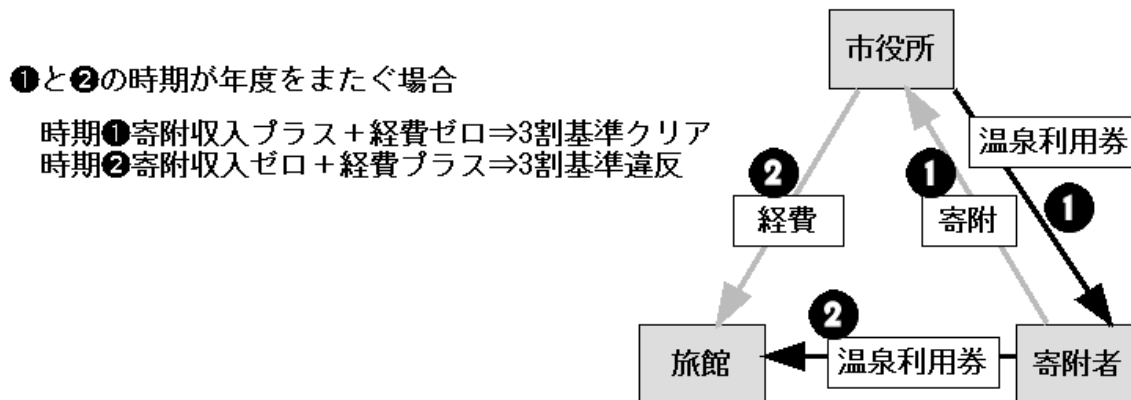 ❶と❷の時期が年度をまたぐ場合
時期❶寄附収入プラス＋経費ゼロ⇒3割基準クリア
時期❷寄附収入ゼロ＋経費プラス⇒3割基準違反
市役所
温泉利用券
❷
❶
経費
寄附
❶
❷
旅館
温泉利用券
寄附者